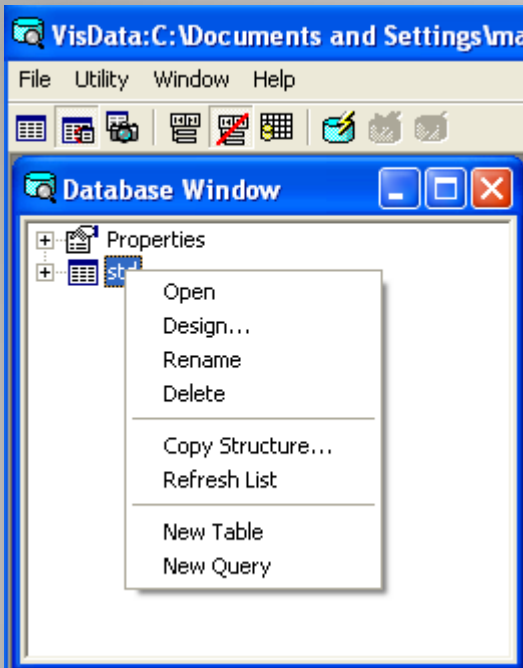 VisData:C:\Documents and Settings\ma
File Utility Window Help
Database Window
Properties
std
Open
Design...
Rename
Delete
Copy Structure...
Refresh List
New Table
New Query